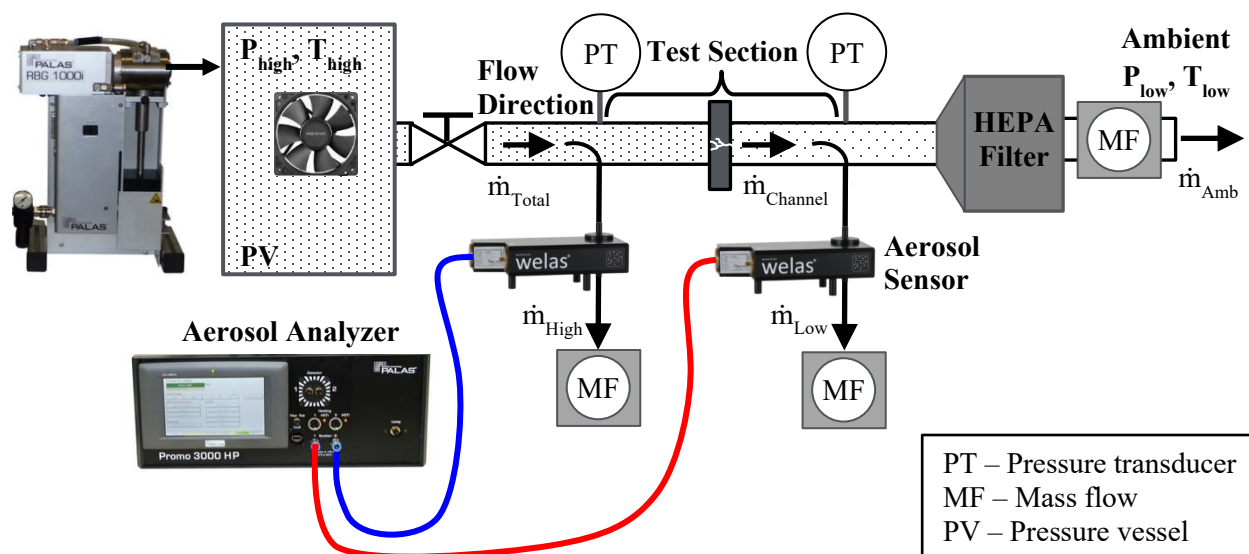 PALAS
RBG 1000i
PALAS
P_high, T_high
PV
Flow
Direction
PT
Test Section
PT
Ambient
P_low, T_low
HEPA
Filter
MF
ṁ_Total
ṁ_Channel
ṁ_Amb
welas®
welas®
Aerosol
Sensor
ṁ_High
ṁ_Low
MF
MF
Aerosol Analyzer
PALAS
Promo 3000 HP
PT – Pressure transducer
MF – Mass flow
PV – Pressure vessel